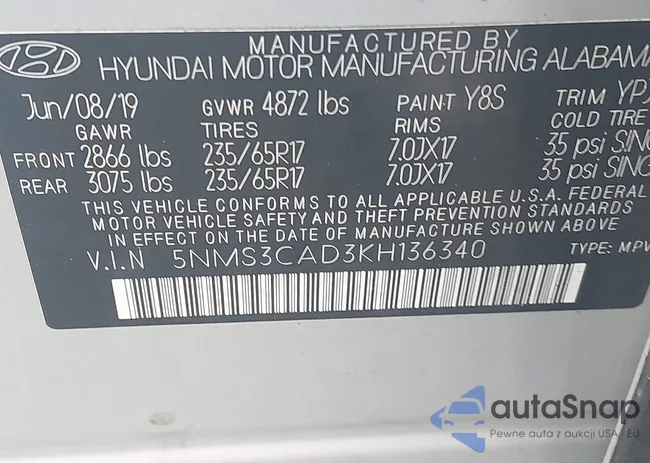 MANUFACTURED BY
HYUNDAI MOTOR MANUFACTURING ALABAMA
Jun/08/19 GVWR 4872 lbs PAINT Y8S TRIM
GAWR TIRES RIMS COLD TIRE
FRONT 2866 lbs 235/65R17 7.0JX17 35 psi
REAR 3075 lbs 235/65R17 7.0JX17 35 psi
THIS VEHICLE CONFORMS TO ALL APPLICABLE U.S.A. FEDERAL
MOTOR VEHICLE SAFETY AND THEFT PREVENTION STANDARDS
IN EFFECT ON THE DATE OF MANUFACTURE SHOWN ABOVE.
V.I.N 5NMS3CAD3KH136340 TYPE: MPV
autaSnap
Pewne auta z aukcji USA i EU